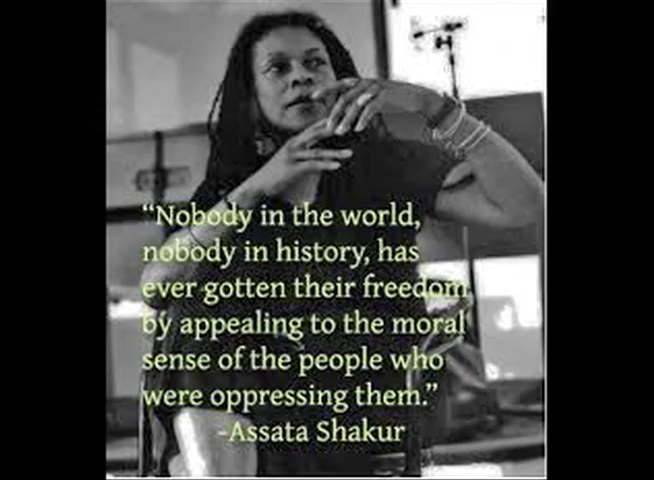 “Nobody in the world,
nobody in history, has
ever gotten their freedom
by appealing to the moral
sense of the people who
were oppressing them.”
-Assata Shakur